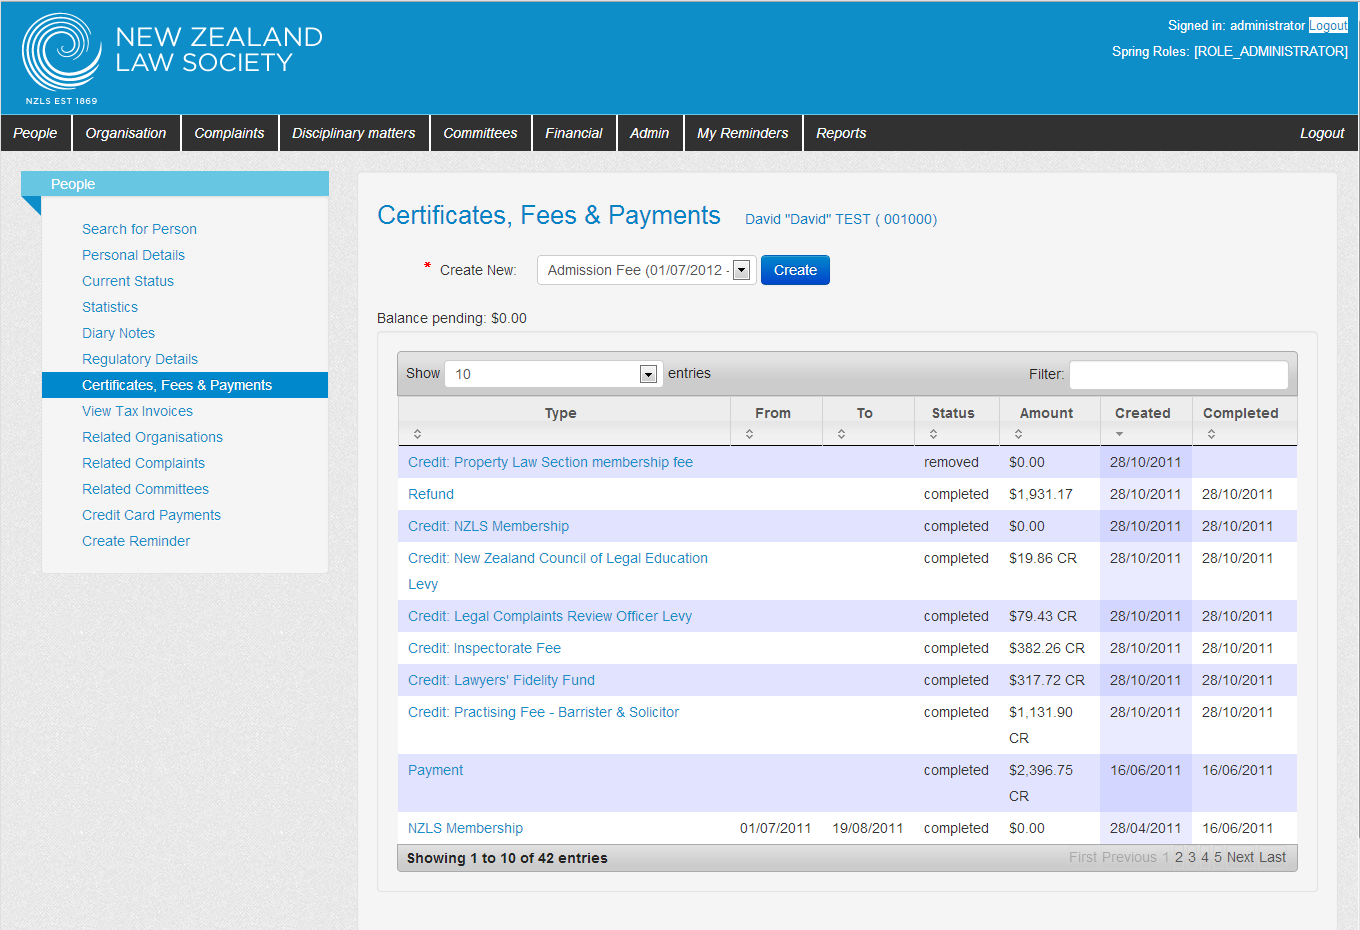 NEW ZEALAND
LAW SOCIETY
NZLS EST 1869
Signed in: administrator Logout
Spring Roles: [ROLE_ADMINISTRATOR]
People Organisation Complaints Disciplinary matters Committees Financial Admin My Reminders Reports Logout
People
Search for Person
Personal Details
Current Status
Statistics
Diary Notes
Regulatory Details
Certificates, Fees & Payments
View Tax Invoices
Related Organisations
Related Complaints
Related Committees
Credit Card Payments
Create Reminder
Certificates, Fees & Payments David "David" TEST ( 001000)
* Create New: Admission Fee (01/07/2012 - Create
Balance pending: $0.00
Show 10 entries Filter:
Type From To Status Amount Created Completed
Credit: Property Law Section membership fee removed $0.00 28/10/2011
Refund completed $1,931.17 28/10/2011 28/10/2011
Credit: NZLS Membership completed $0.00 28/10/2011 28/10/2011
Credit: New Zealand Council of Legal Education completed $19.86 CR 28/10/2011 28/10/2011
Levy
Credit: Legal Complaints Review Officer Levy completed $79.43 CR 28/10/2011 28/10/2011
Credit: Inspectorate Fee completed $382.26 CR 28/10/2011 28/10/2011
Credit: Lawyers' Fidelity Fund completed $317.72 CR 28/10/2011 28/10/2011
Credit: Practising Fee - Barrister & Solicitor completed $1,131.90 28/10/2011 28/10/2011
CR
Payment completed $2,396.75 16/06/2011 16/06/2011
CR
NZLS Membership 01/07/2011 19/08/2011 completed $0.00 28/04/2011 16/06/2011
Showing 1 to 10 of 42 entries First Previous 1 2 3 4 5 Next Last